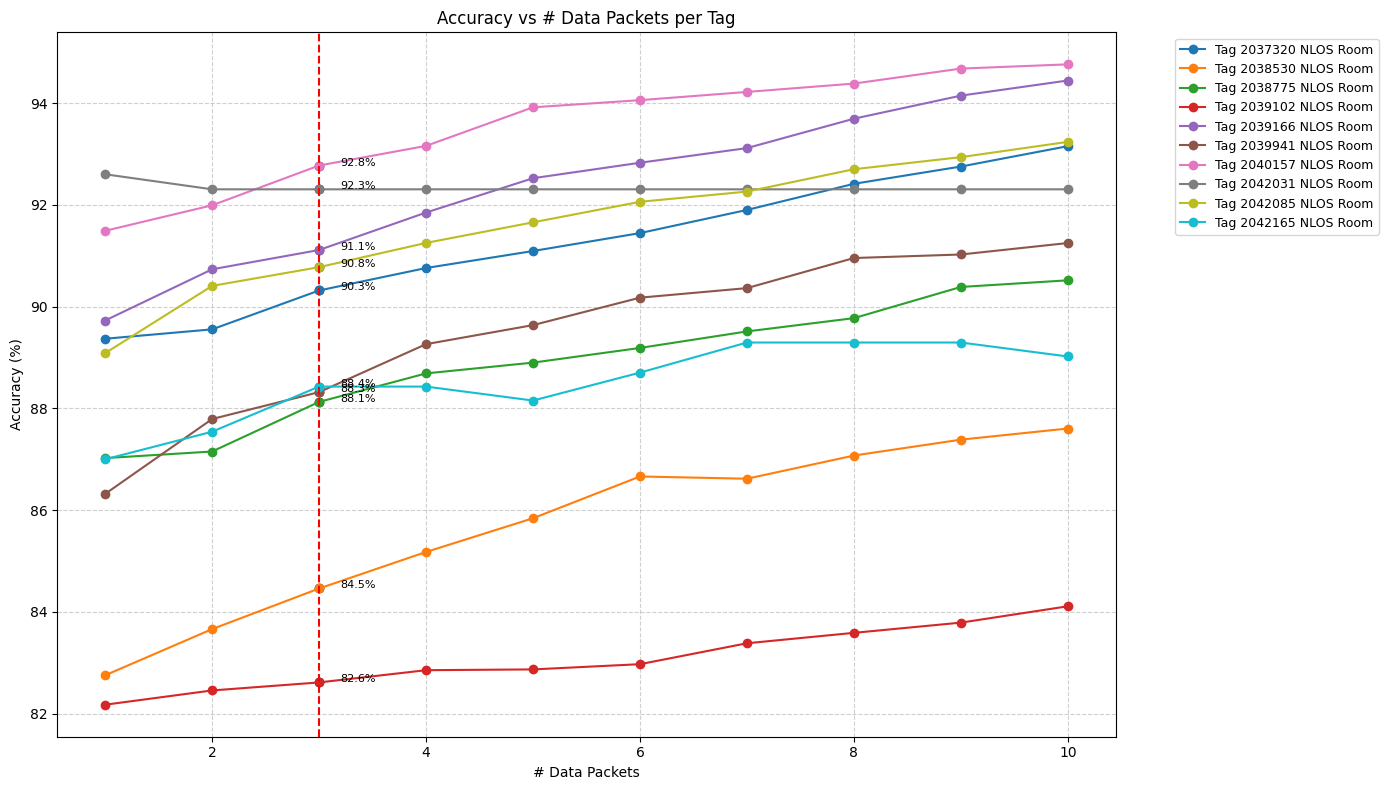 Accuracy vs # Data Packets per Tag
Accuracy (%)
94
92
90
88
86
84
82
92.8%
92.3%
91.1%
90.8%
90.3%
88.4%
88.3%
88.1%
84.5%
82.6%
2
4
6
8
10
# Data Packets
Tag 2037320 NLOS Room
Tag 2038530 NLOS Room
Tag 2038775 NLOS Room
Tag 2039102 NLOS Room
Tag 2039166 NLOS Room
Tag 2039941 NLOS Room
Tag 2040157 NLOS Room
Tag 2042031 NLOS Room
Tag 2042085 NLOS Room
Tag 2042165 NLOS Room